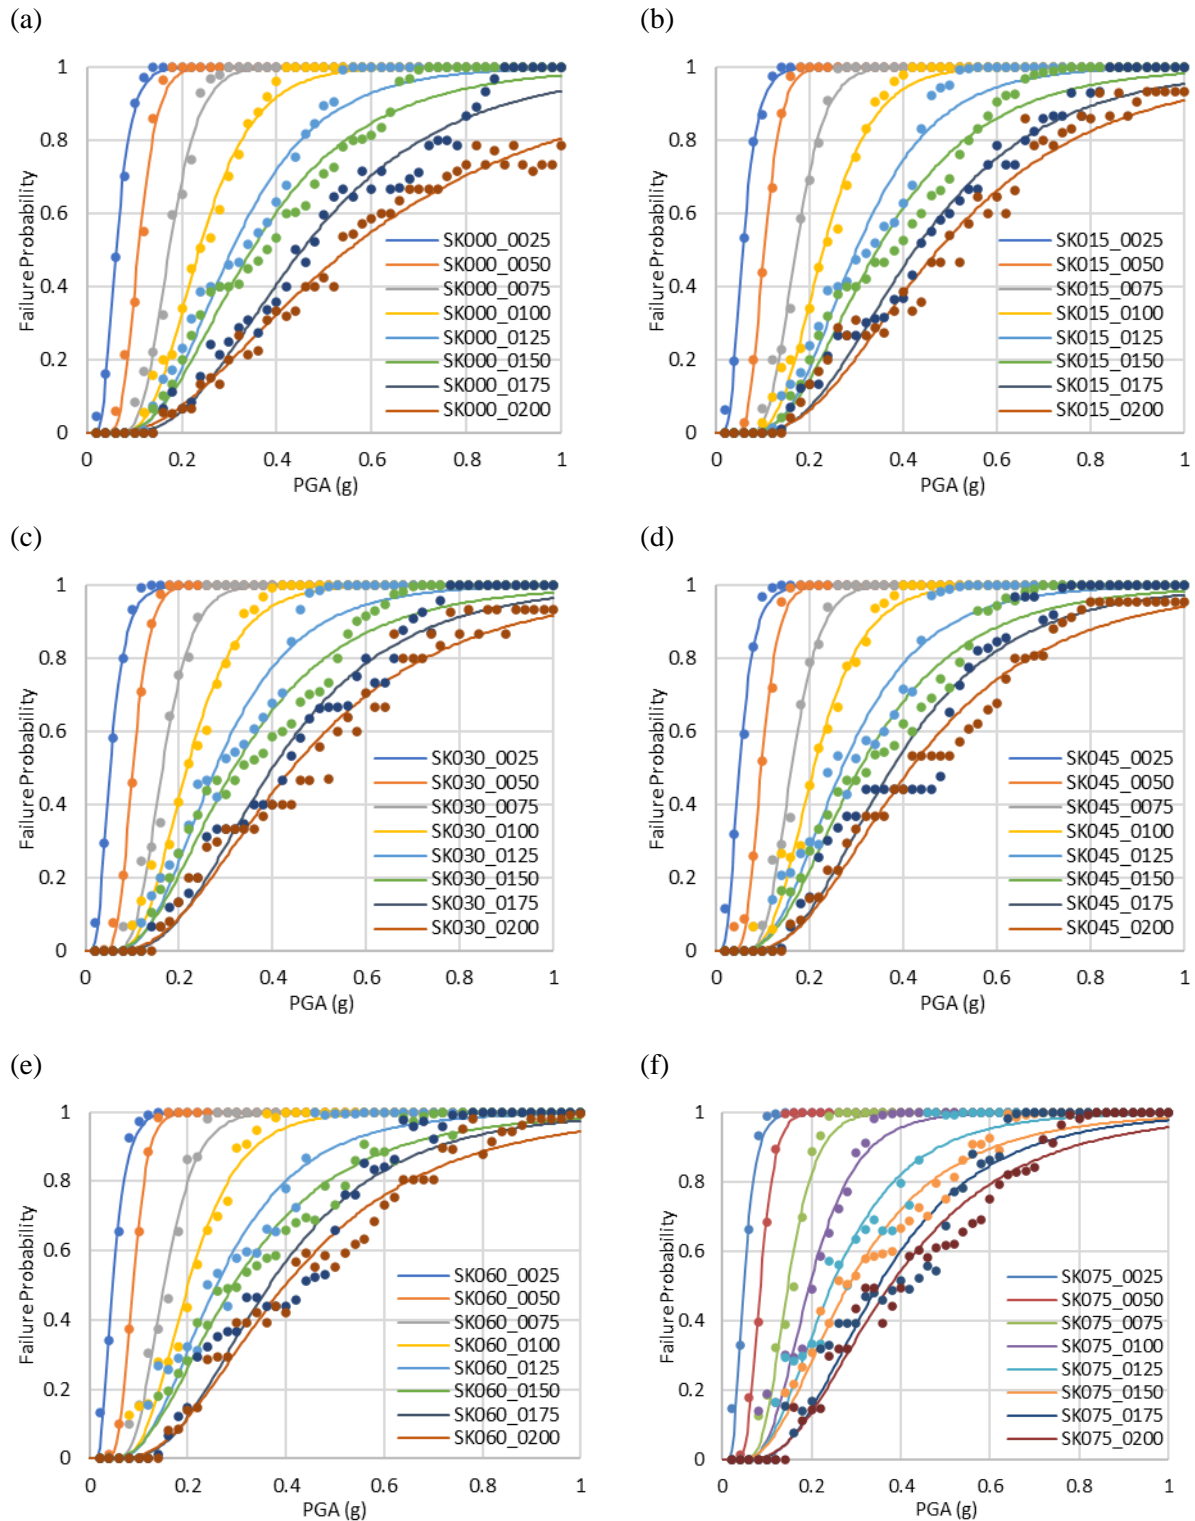 (a)
Failure Probability
1
0.8
0.6
0.4
0.2
0
0 0.2 0.4 0.6 0.8 1
PGA (g)
SK000_0025
SK000_0050
SK000_0075
SK000_0100
SK000_0125
SK000_0150
SK000_0175
SK000_0200
(b)
Failure Probability
1
0.8
0.6
0.4
0.2
0
0 0.2 0.4 0.6 0.8 1
PGA (g)
SK015_0025
SK015_0050
SK015_0075
SK015_0100
SK015_0125
SK015_0150
SK015_0175
SK015_0200
(c)
Failure Probability
1
0.8
0.6
0.4
0.2
0
0 0.2 0.4 0.6 0.8 1
PGA (g)
SK030_0025
SK030_0050
SK030_0075
SK030_0100
SK030_0125
SK030_0150
SK030_0175
SK030_0200
(d)
Failure Probability
1
0.8
0.6
0.4
0.2
0
0 0.2 0.4 0.6 0.8 1
PGA (g)
SK045_0025
SK045_0050
SK045_0075
SK045_0100
SK045_0125
SK045_0150
SK045_0175
SK045_0200
(e)
Failure Probability
1
0.8
0.6
0.4
0.2
0
0 0.2 0.4 0.6 0.8 1
PGA (g)
SK060_0025
SK060_0050
SK060_0075
SK060_0100
SK060_0125
SK060_0150
SK060_0175
SK060_0200
(f)
Failure Probability
1
0.8
0.6
0.4
0.2
0
0 0.2 0.4 0.6 0.8 1
PGA (g)
SK075_0025
SK075_0050
SK075_0075
SK075_0100
SK075_0125
SK075_0150
SK075_0175
SK075_0200